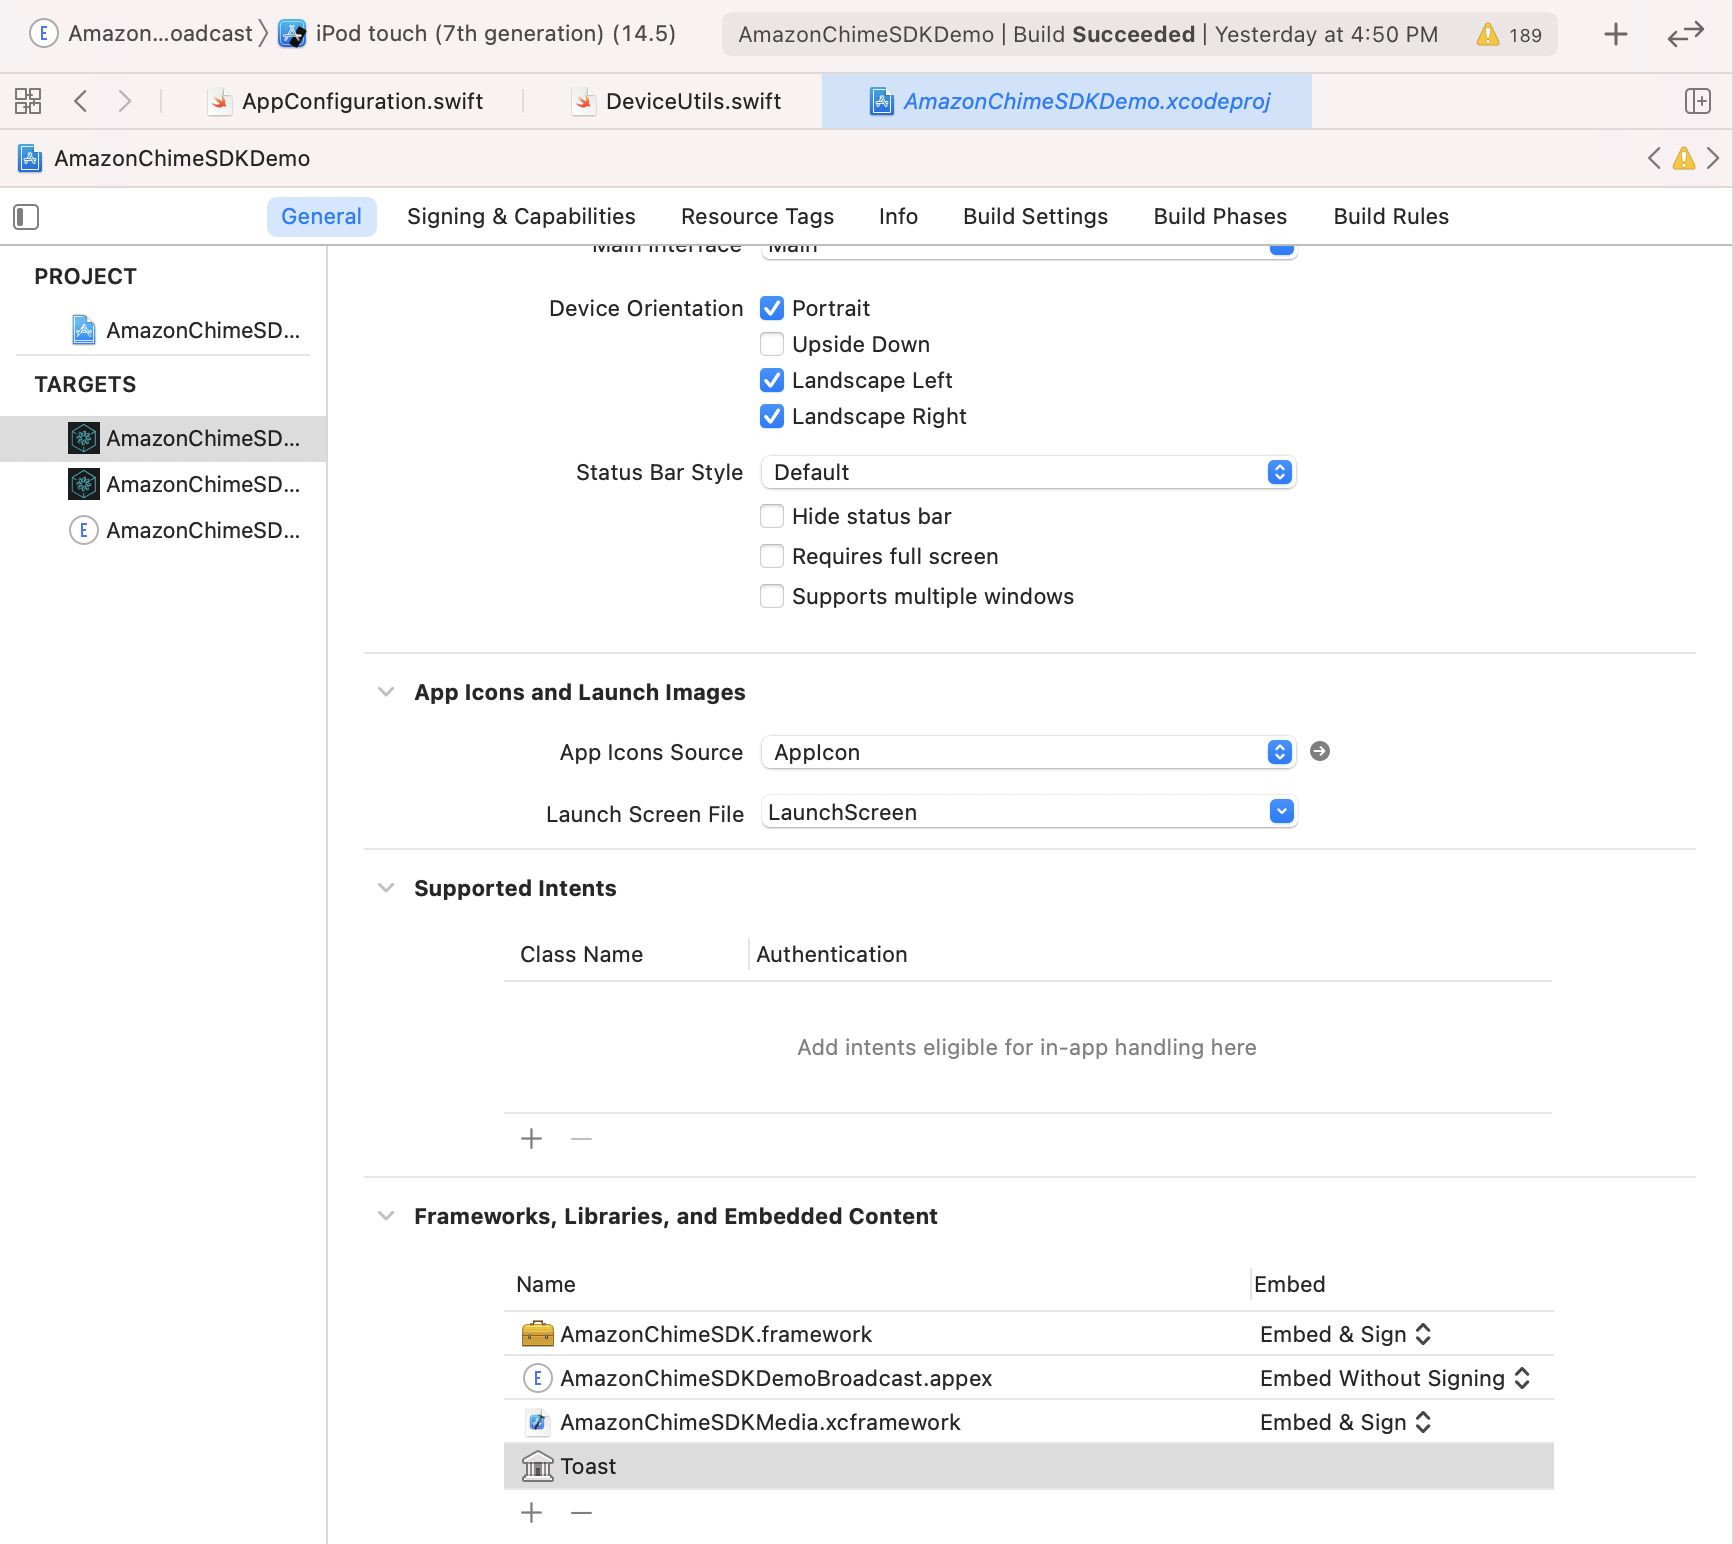 Amazon...oadcast iPod touch (7th generation) (14.5) AmazonChimeSDKDemo | Build Succeeded | Yesterday at 4:50 PM 189
AppConfiguration.swift DeviceUtils.swift AmazonChimeSDKDemo.xcodeproj
AmazonChimeSDKDemo
General Signing & Capabilities Resource Tags Info Build Settings Build Phases Build Rules
PROJECT
AmazonChimeSD...
TARGETS
AmazonChimeSD...
AmazonChimeSD...
AmazonChimeSD...
Main Interface Main
Device Orientation Portrait
Upside Down
Landscape Left
Landscape Right
Status Bar Style Default
Hide status bar
Requires full screen
Supports multiple windows
App Icons and Launch Images
App Icons Source AppIcon
Launch Screen File LaunchScreen
Supported Intents
Class Name Authentication
Add intents eligible for in-app handling here
Frameworks, Libraries, and Embedded Content
Name Embed
AmazonChimeSDK.framework Embed & Sign
AmazonChimeSDKDemoBroadcast.appex Embed Without Signing
AmazonChimeSDKMedia.xcframework Embed & Sign
Toast